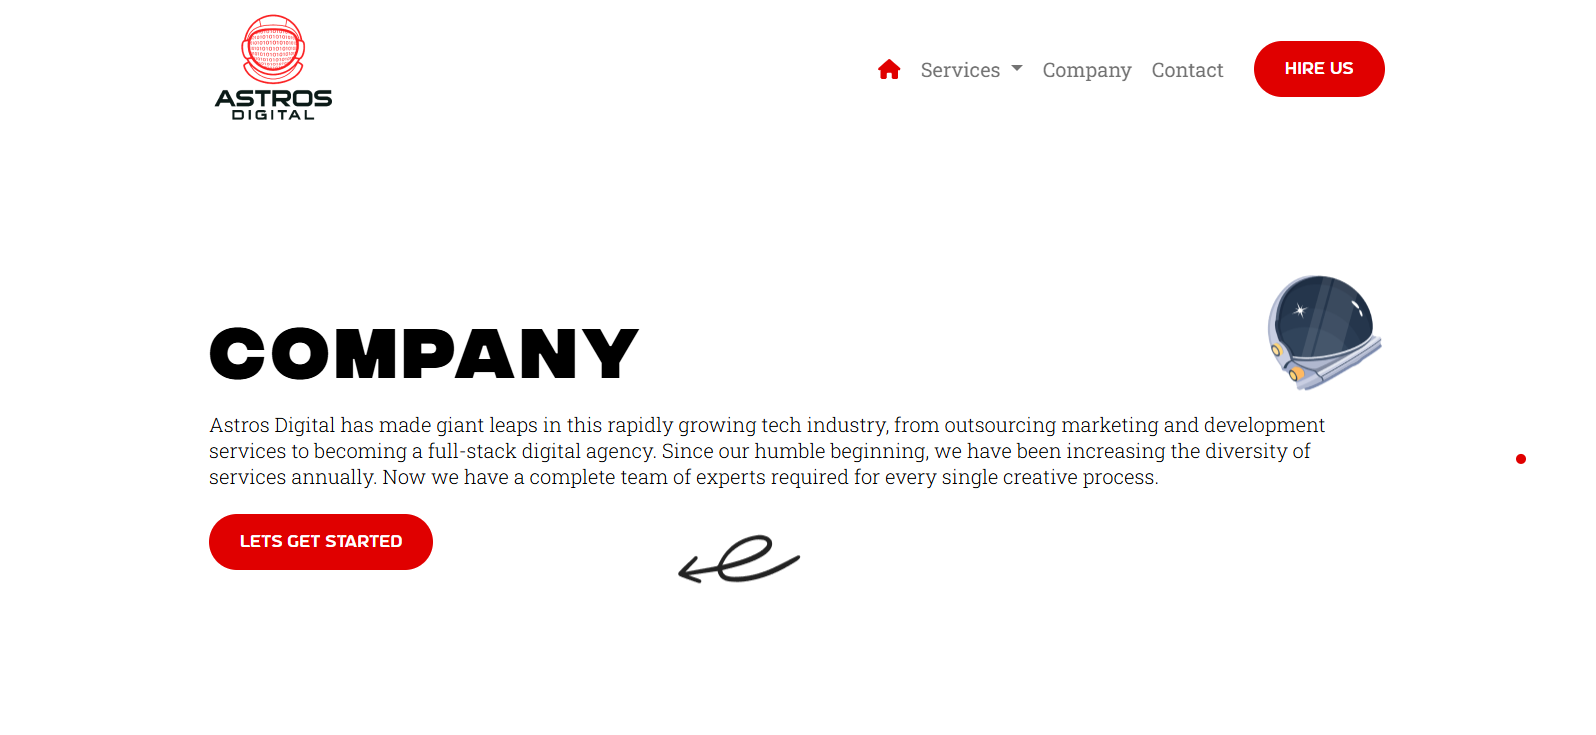 ASTROS
DIGITAL
Services
Company
Contact
HIRE US
COMPANY
Astros Digital has made giant leaps in this rapidly growing tech industry, from outsourcing marketing and development
services to becoming a full-stack digital agency. Since our humble beginning, we have been increasing the diversity of
services annually. Now we have a complete team of experts required for every single creative process.
LETS GET STARTED